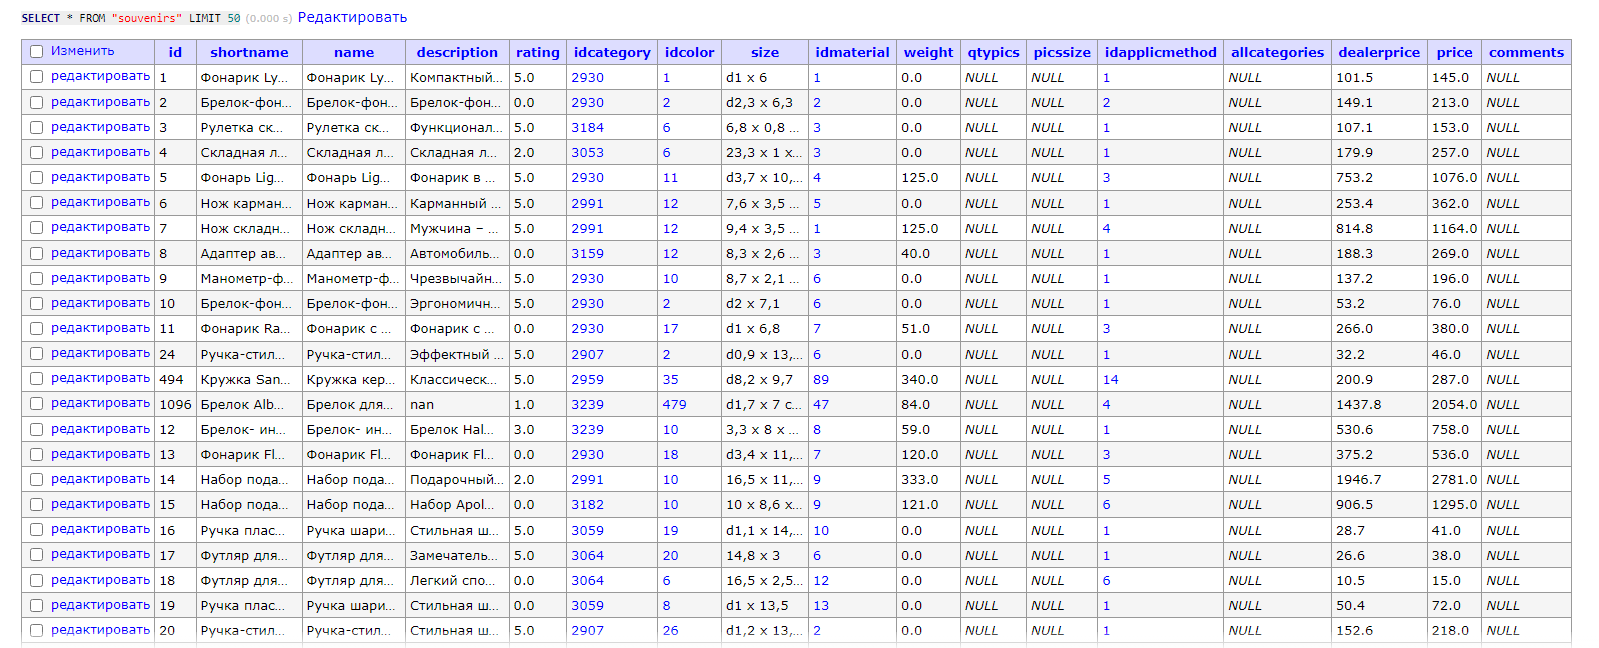 SELECT * FROM "souvenirs" LIMIT 50 (0.000 s) Редактировать
Изменить id shortname name description rating idcategory idcolor size idmaterial weight qtypics picssize idapplicmethod allcategories dealerprice price comments
редактировать 1 Фонарик Ly... Фонарик Ly... Компактный... 5.0 2930 1 d1 x 6 1 0.0 NULL NULL 1 NULL 101.5 145.0 NULL
редактировать 2 Брелок-фон... Брелок-фон... Брелок-фон... 0.0 2930 2 d2,3 x 6,3 2 0.0 NULL NULL 2 NULL 149.1 213.0 NULL
редактировать 3 Рулетка ск... Рулетка ск... Функционал... 5.0 3184 6 6,8 x 0,8 ... 3 0.0 NULL NULL 1 NULL 107.1 153.0 NULL
редактировать 4 Складная л... Складная л... Складная л... 2.0 3053 6 23,3 x 1 x... 3 0.0 NULL NULL 1 NULL 179.9 257.0 NULL
редактировать 5 Фонарь Lig... Фонарь Lig... Фонарик в ... 5.0 2930 11 d3,7 x 10,... 4 125.0 NULL NULL 3 NULL 753.2 1076.0 NULL
редактировать 6 Нож карман... Нож карман... Карманный ... 5.0 2991 12 7,6 x 3,5 ... 5 0.0 NULL NULL 1 NULL 253.4 362.0 NULL
редактировать 7 Нож складн... Нож складн... Мужчина – ... 5.0 2991 12 9,4 x 3,5 ... 1 125.0 NULL NULL 4 NULL 814.8 1164.0 NULL
редактировать 8 Адаптер ав... Адаптер ав... Автомобиль... 0.0 3159 12 8,3 x 2,6 ... 3 40.0 NULL NULL 1 NULL 188.3 269.0 NULL
редактировать 9 Манометр-ф... Манометр-ф... Чрезвычайн... 5.0 2930 10 8,7 x 2,1 ... 6 0.0 NULL NULL 1 NULL 137.2 196.0 NULL
редактировать 10 Брелок-фон... Брелок-фон... Эргономичн... 5.0 2930 2 d2 x 7,1 6 0.0 NULL NULL 1 NULL 53.2 76.0 NULL
редактировать 11 Фонарик Ra... Фонарик с ... Фонарик с ... 0.0 2930 17 d1 x 6,8 7 51.0 NULL NULL 3 NULL 266.0 380.0 NULL
редактировать 24 Ручка-стил... Ручка-стил... Эффектный ... 5.0 2907 2 d0,9 x 13,... 6 0.0 NULL NULL 1 NULL 32.2 46.0 NULL
редактировать 494 Кружка San... Кружка кер... Классическ... 5.0 2959 35 d8,2 x 9,7 89 340.0 NULL NULL 14 NULL 200.9 287.0 NULL
редактировать 1096 Брелок Alb... Брелок для... nan 1.0 3239 479 d1,7 x 7 с... 47 84.0 NULL NULL 4 NULL 1437.8 2054.0 NULL
редактировать 12 Брелок- ин... Брелок- ин... Брелок Hal... 3.0 3239 10 3,3 x 8 x ... 8 59.0 NULL NULL 1 NULL 530.6 758.0 NULL
редактировать 13 Фонарик Fl... Фонарик Fl... Фонарик Fl... 0.0 2930 18 d3,4 x 11,... 7 120.0 NULL NULL 3 NULL 375.2 536.0 NULL
редактировать 14 Набор пода... Набор пода... Подарочный... 2.0 2991 10 16,5 x 11,... 9 333.0 NULL NULL 5 NULL 1946.7 2781.0 NULL
редактировать 15 Набор пода... Набор пода... Набор Apol... 0.0 3182 10 10 x 8,6 x... 9 121.0 NULL NULL 6 NULL 906.5 1295.0 NULL
редактировать 16 Ручка плас... Ручка шари... Стильная ш... 5.0 3059 19 d1,1 x 14,... 10 0.0 NULL NULL 1 NULL 28.7 41.0 NULL
редактировать 17 Футляр для... Футляр для... Замечатель... 5.0 3064 20 14,8 x 3 6 0.0 NULL NULL 1 NULL 26.6 38.0 NULL
редактировать 18 Футляр для... Футляр для... Легкий спо... 0.0 3064 6 16,5 x 2,5... 12 0.0 NULL NULL 6 NULL 10.5 15.0 NULL
редактировать 19 Ручка плас... Ручка шари... Стильная ш... 0.0 3059 8 d1 x 13,5 13 0.0 NULL NULL 1 NULL 50.4 72.0 NULL
редактировать 20 Ручка-стил... Ручка-стил... Стильная ш... 5.0 2907 26 d1,2 x 13,... 2 0.0 NULL NULL 1 NULL 152.6 218.0 NULL